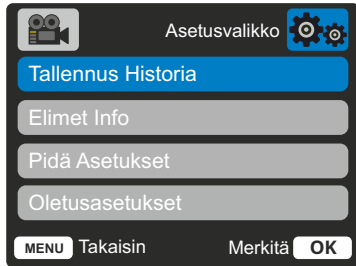 Asetusvalikko
Tallennus Historia
Elimet Info
Pidä Asetukset
Oletusasetukset
MENU Takaisin Merkitä OK